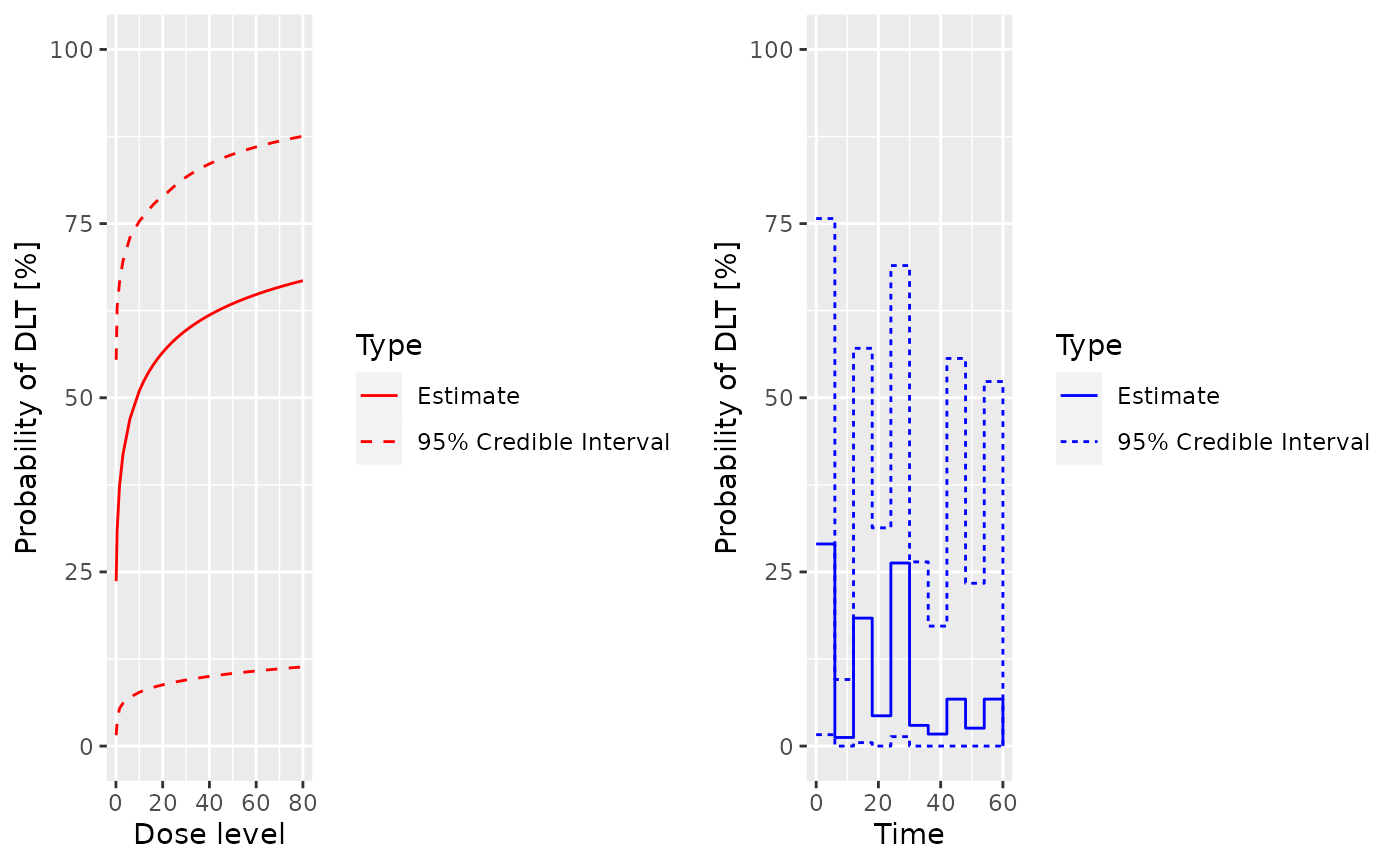 Probability of DLT [%]
100
75
50
25
0
0 20 40 60 80
Dose level
Type
Estimate
95% Credible Interval
Probability of DLT [%]
100
75
50
25
0
0 20 40 60
Time
Type
Estimate
95% Credible Interval